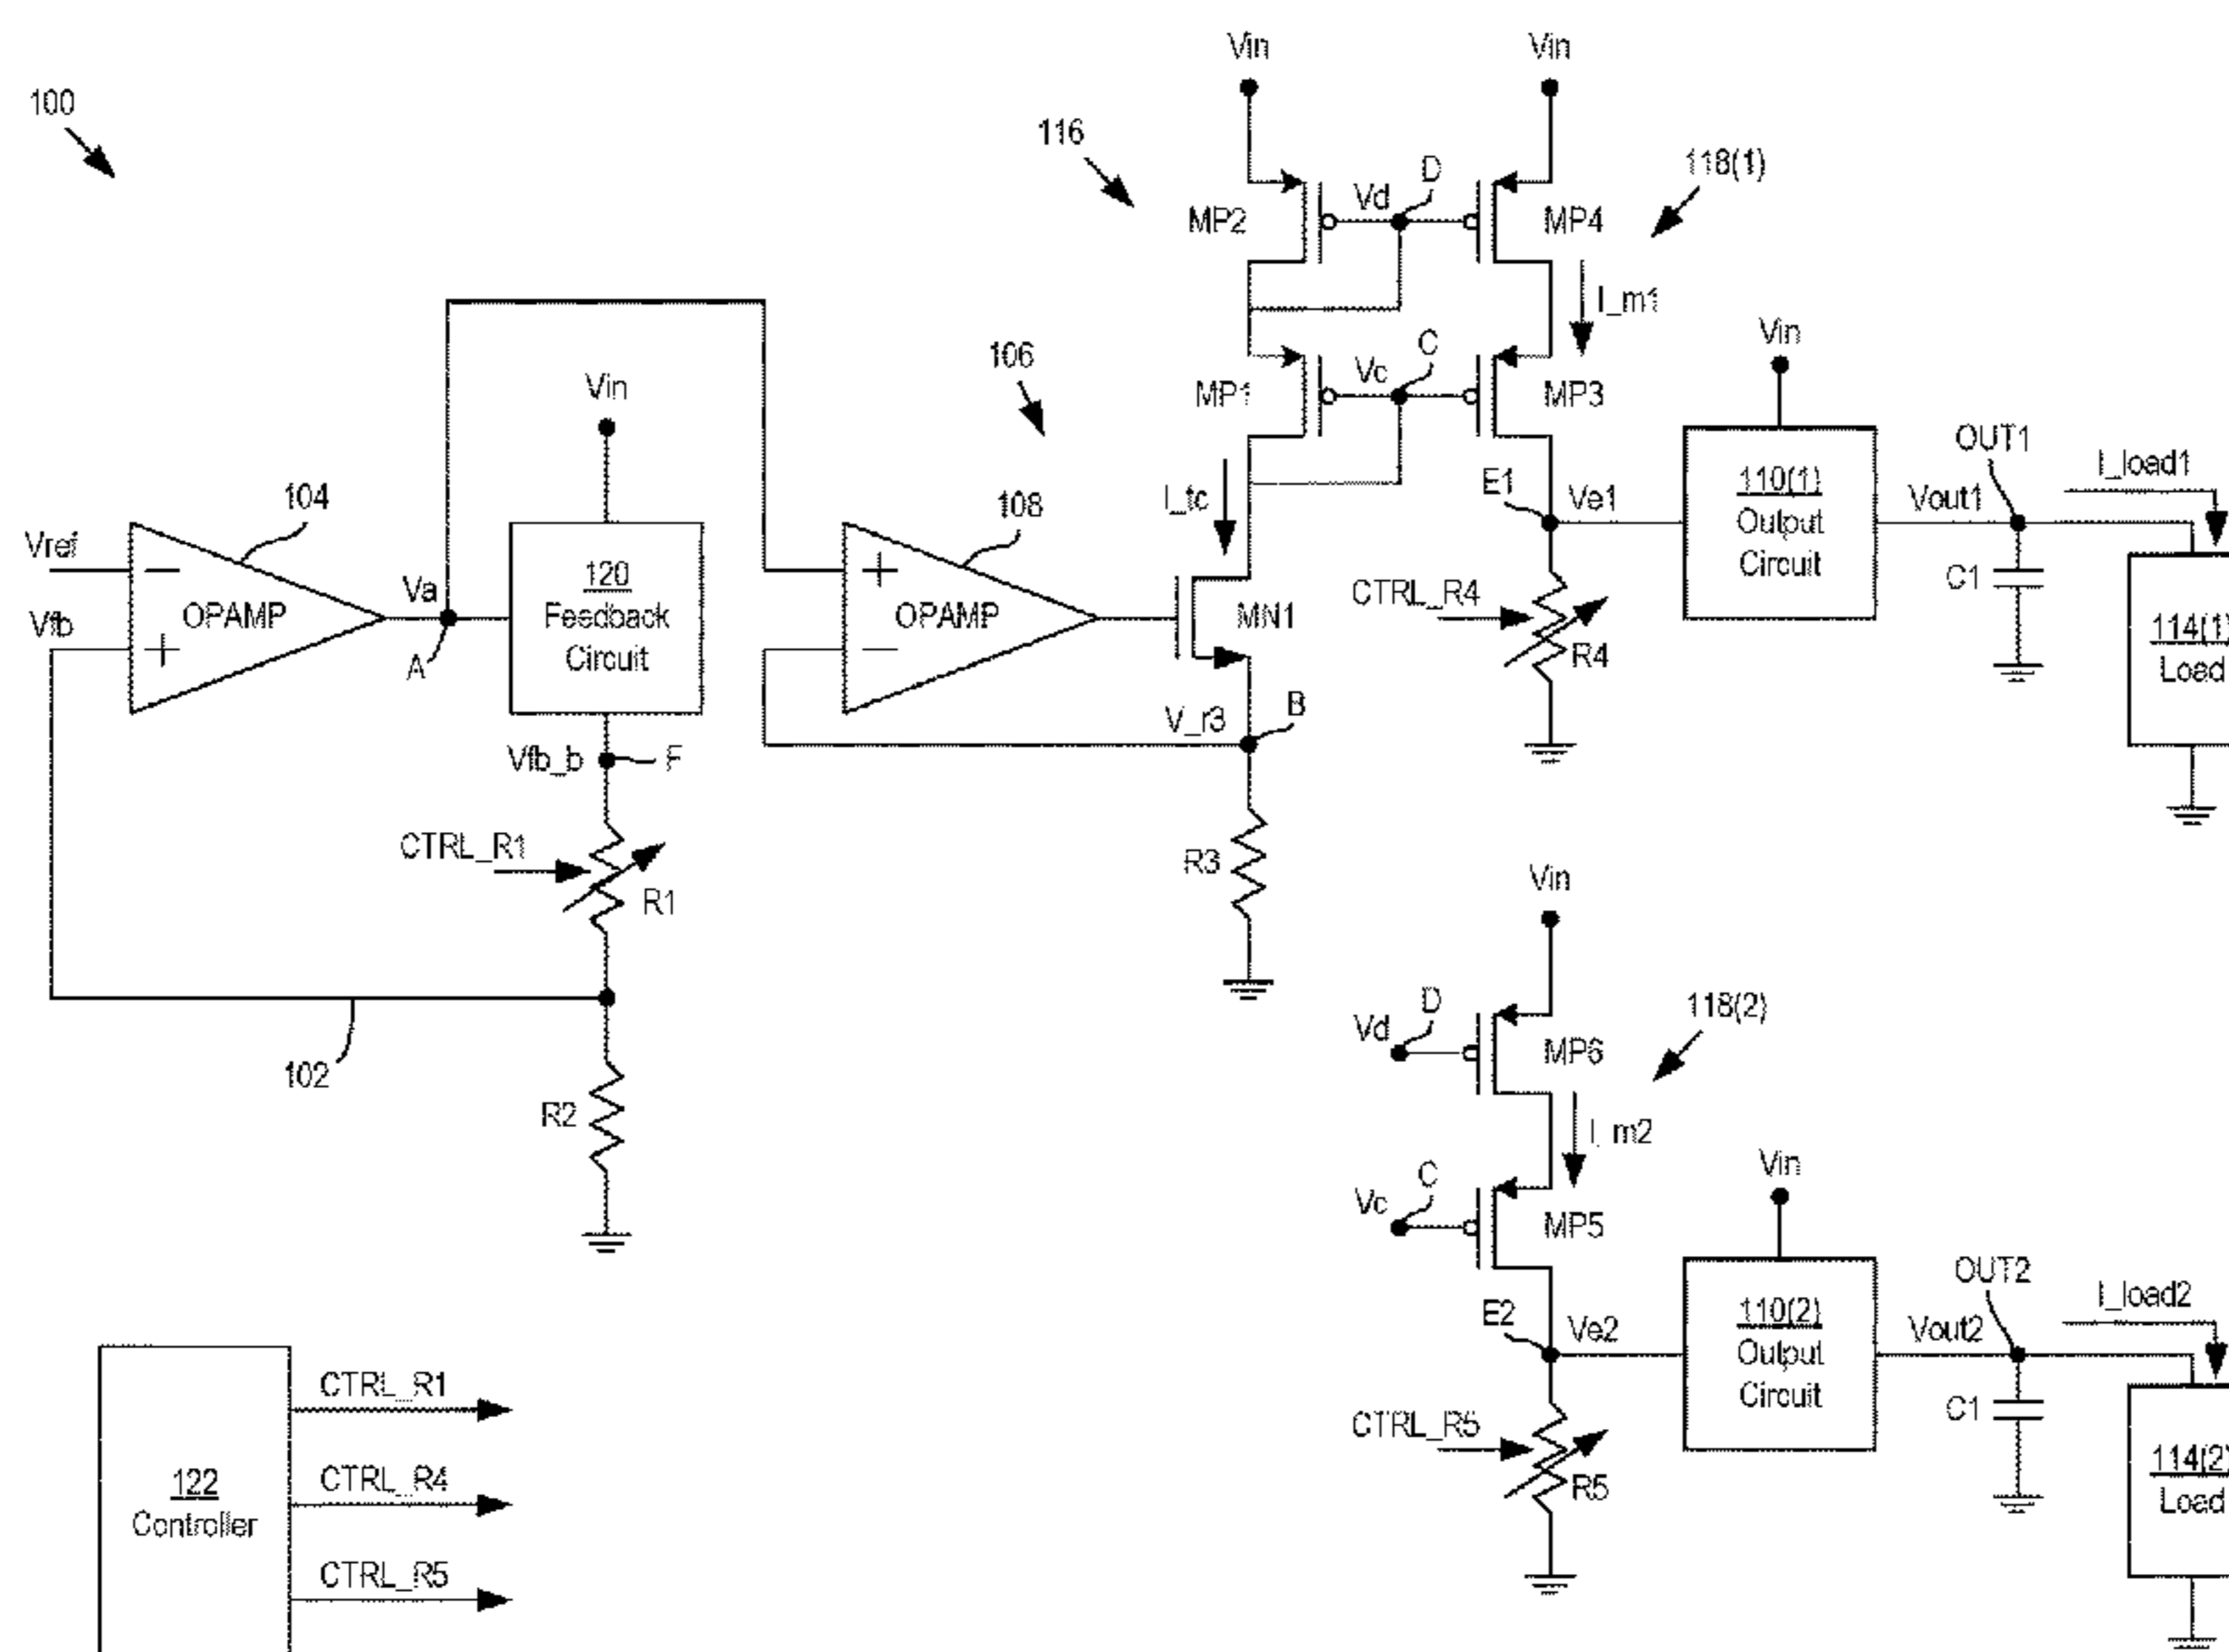 100
Vin
Vin
116
118(1)
MP2
Vd
D
MP4
I_m1
106
Vin
MP1
Vc
C
MP3
Vin
OUT1
I_load1
E1
Ve1
110(1)
Output
Circuit
Vout1
I_tc
104
108
Vref
−
Vfb
+
OPAMP
Va
A
120
Feedback
Circuit
+
−
OPAMP
MN1
CTRL_R4
R4
C1
114(1)
Load
V_r3
B
Vfb_b
F
CTRL_R1
R1
R3
Vin
102
R2
Vd
D
MP6
118(2)
I_m2
Vc
C
MP5
Vin
OUT2
I_load2
E2
Ve2
110(2)
Output
Circuit
Vout2
CTRL_R5
R5
C1
114(2)
Load
122
Controller
CTRL_R1
CTRL_R4
CTRL_R5